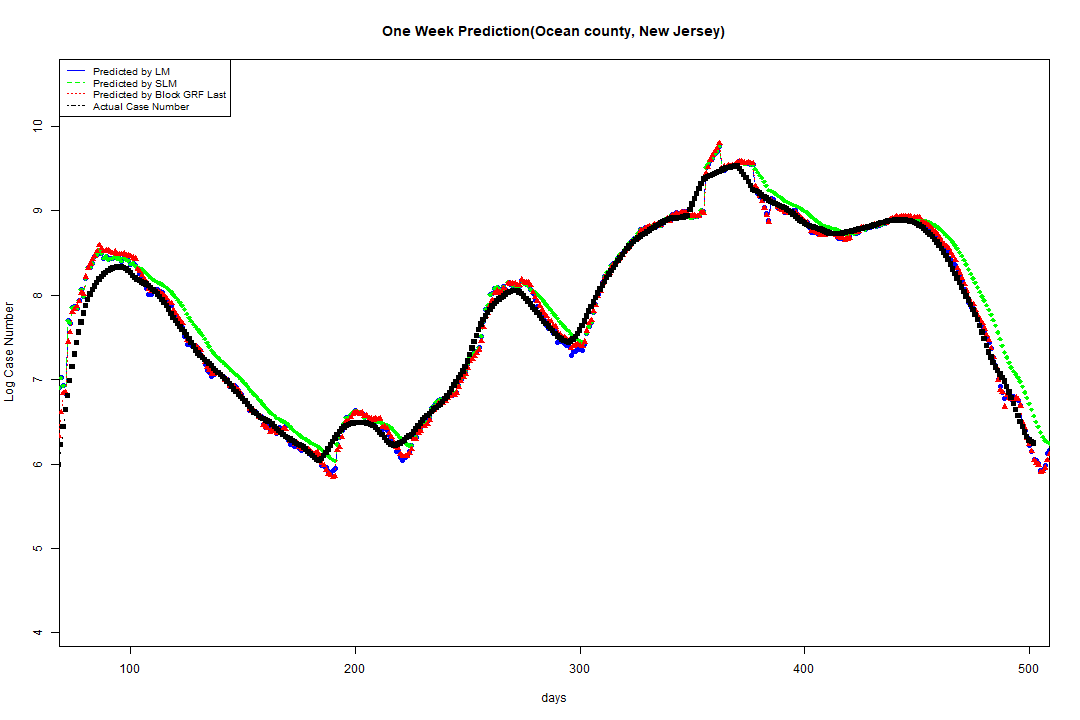 One Week Prediction(Ocean county, New Jersey)
Predicted by LM
Predicted by SLM
Predicted by Block GRF Last
Actual Case Number
10
9
8
7
6
5
4
Log Case Number
100 200 300 400 500
days